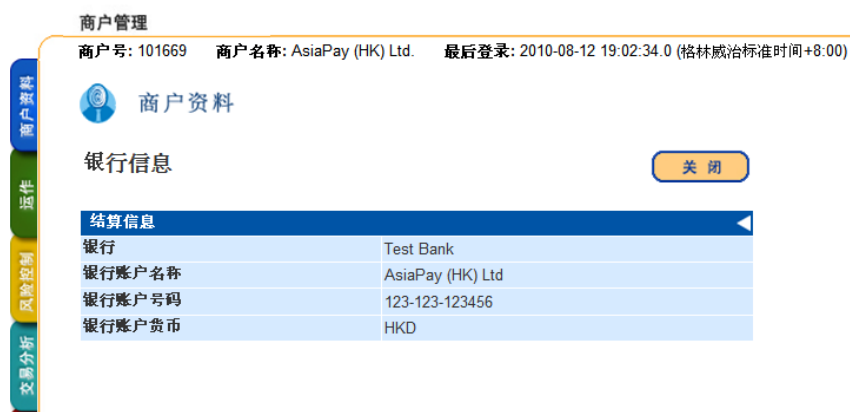 商户管理
商户号: 101669 商户名称: AsiaPay (HK) Ltd. 最后登录: 2010-08-12 19:02:34.0 (格林威治标准时间+8:00)
商户资料
商户资料
银行信息
关闭
运作
结算信息
银行 Test Bank
银行账户名称 AsiaPay (HK) Ltd
风险控制
银行账户号码 123-123-123456
银行账户货币 HKD
交易分析